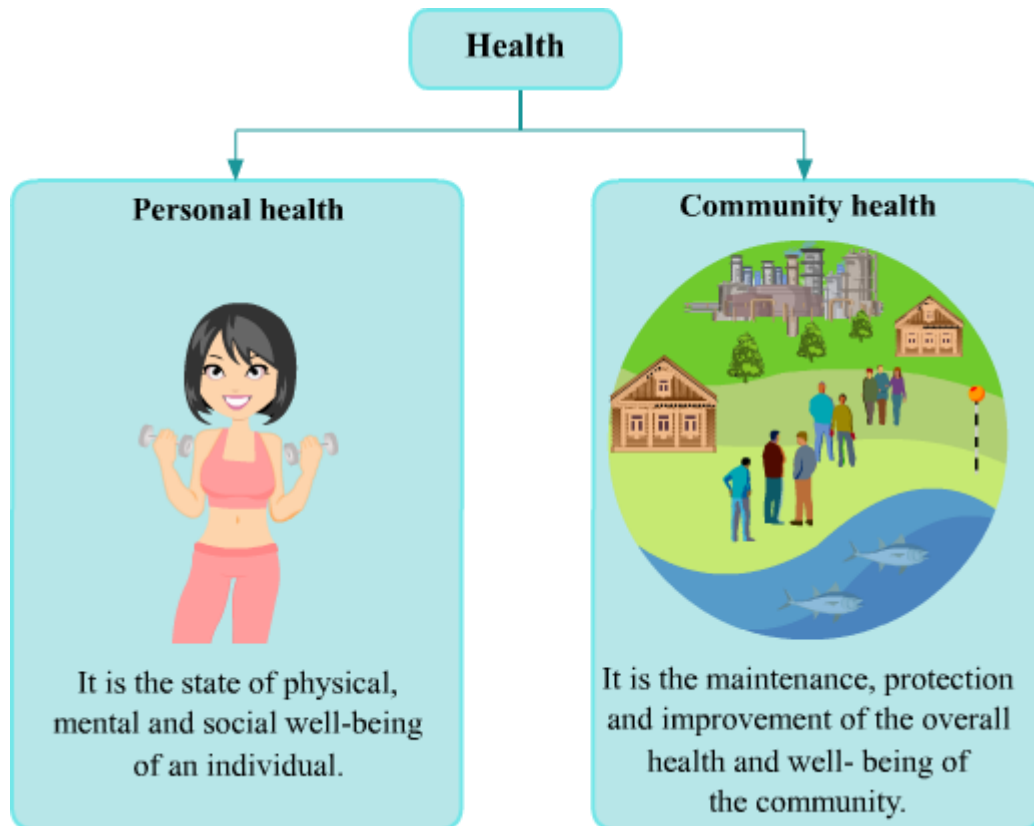 Health
Personal health
It is the state of physical,
mental and social well-being
of an individual.
Community health
It is the maintenance, protection
and improvement of the overall
health and well- being of
the community.